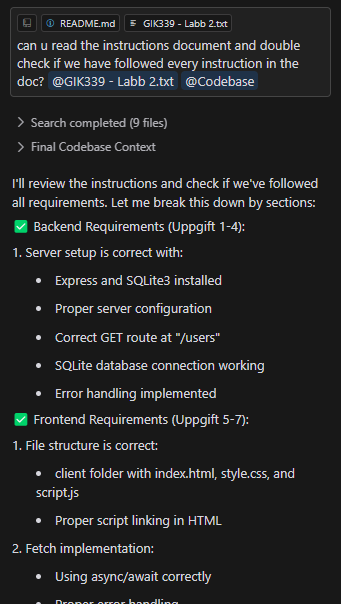 README.md GIK339 - Labb 2.txt
can u read the instructions document and double
check if we have followed every instruction in the
doc? @GIK339 - Labb 2.txt @Codebase
Search completed (9 files)
Final Codebase Context
I'll review the instructions and check if we've followed
all requirements. Let me break this down by sections:
✅ Backend Requirements (Uppgift 1-4):
1. Server setup is correct with:
• Express and SQLite3 installed
• Proper server configuration
• Correct GET route at "/users"
• SQLite database connection working
• Error handling implemented
✅ Frontend Requirements (Uppgift 5-7):
1. File structure is correct:
• client folder with index.html, style.css, and
script.js
• Proper script linking in HTML
2. Fetch implementation:
• Using async/await correctly
• Proper error handling